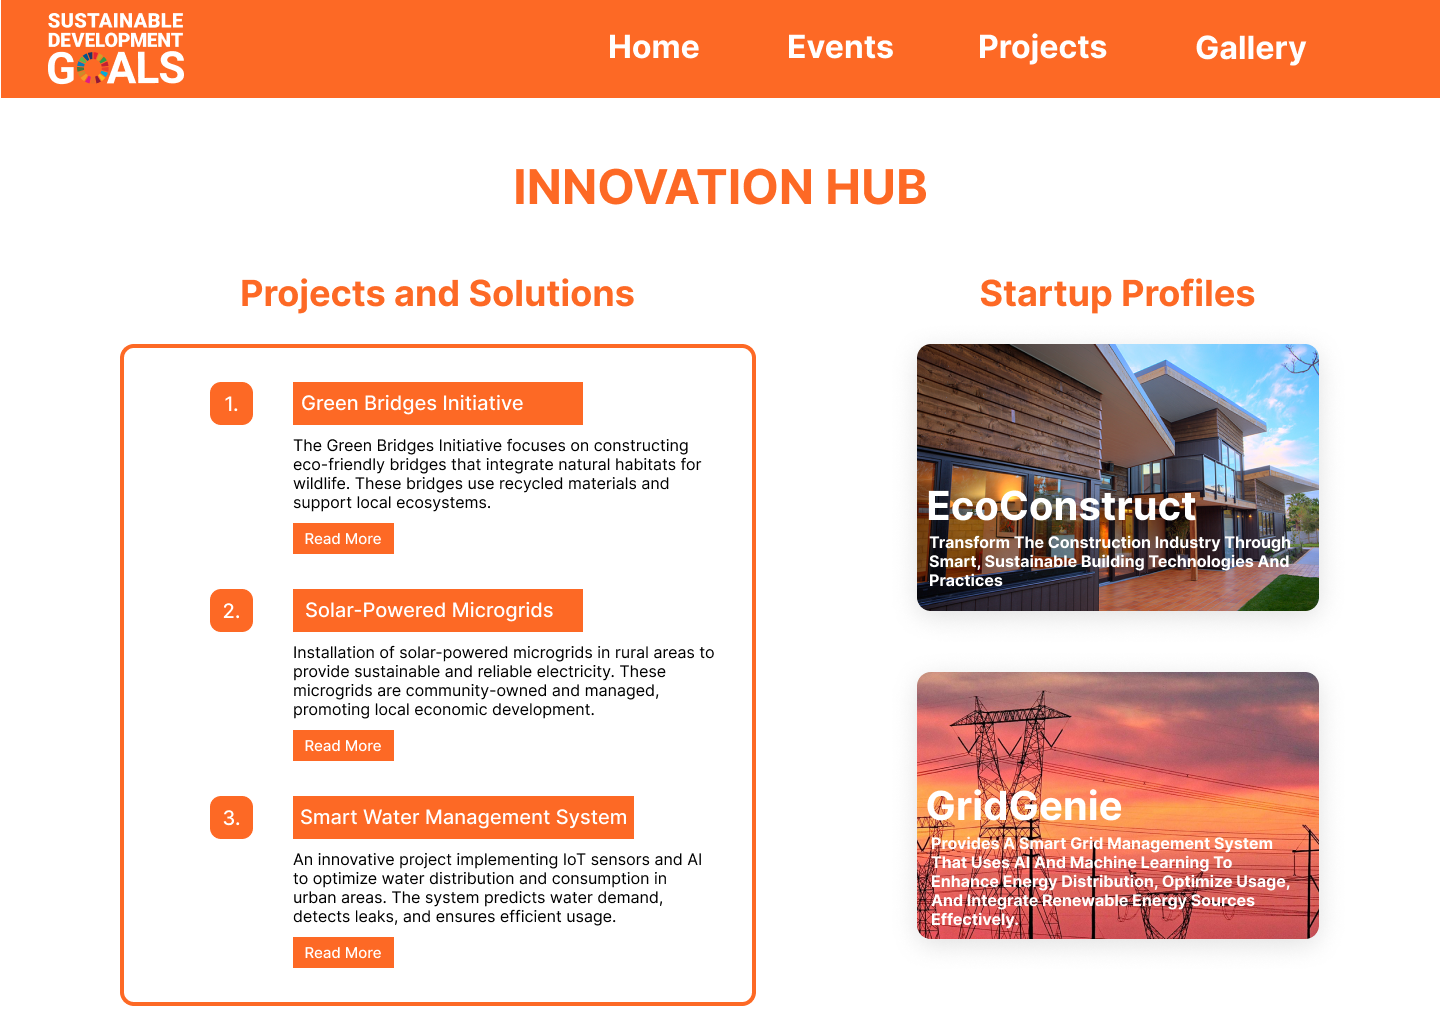 SUSTAINABLE
DEVELOPMENT
GOALS
Home Events Projects Gallery
INNOVATION HUB
Projects and Solutions
1. Green Bridges Initiative
The Green Bridges Initiative focuses on constructing
eco-friendly bridges that integrate natural habitats for
wildlife. These bridges use recycled materials and
support local ecosystems.
Read More
2. Solar-Powered Microgrids
Installation of solar-powered microgrids in rural areas to
provide sustainable and reliable electricity. These
microgrids are community-owned and managed,
promoting local economic development.
Read More
3. Smart Water Management System
An innovative project implementing IoT sensors and AI
to optimize water distribution and consumption in
urban areas. The system predicts water demand,
detects leaks, and ensures efficient usage.
Read More
Startup Profiles
EcoConstruct
Transform The Construction Industry Through
Smart, Sustainable Building Technologies And
Practices
GridGenie
Provides A Smart Grid Management System
That Uses AI And Machine Learning To
Enhance Energy Distribution, Optimize Usage,
And Integrate Renewable Energy Sources
Effectively.